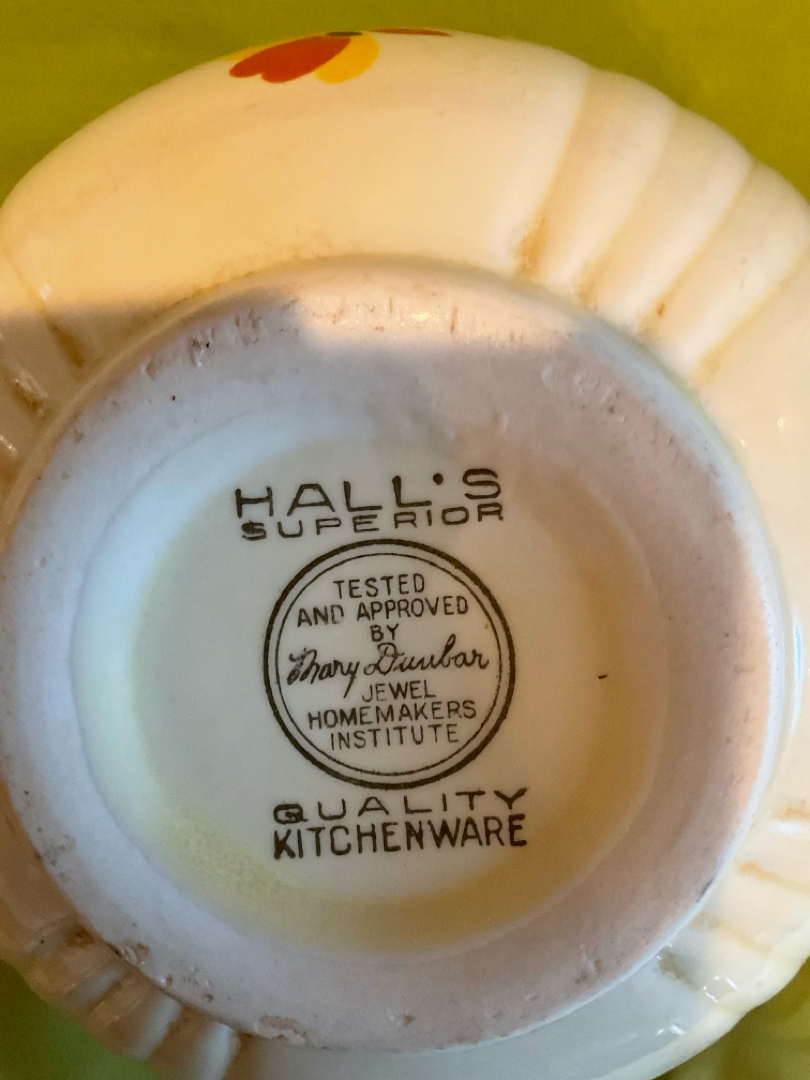 HALL'S
SUPERIOR
TESTED
AND APPROVED
BY
Mary Dunbar
JEWEL
HOMEMAKERS
INSTITUTE
QUALITY
KITCHENWARE